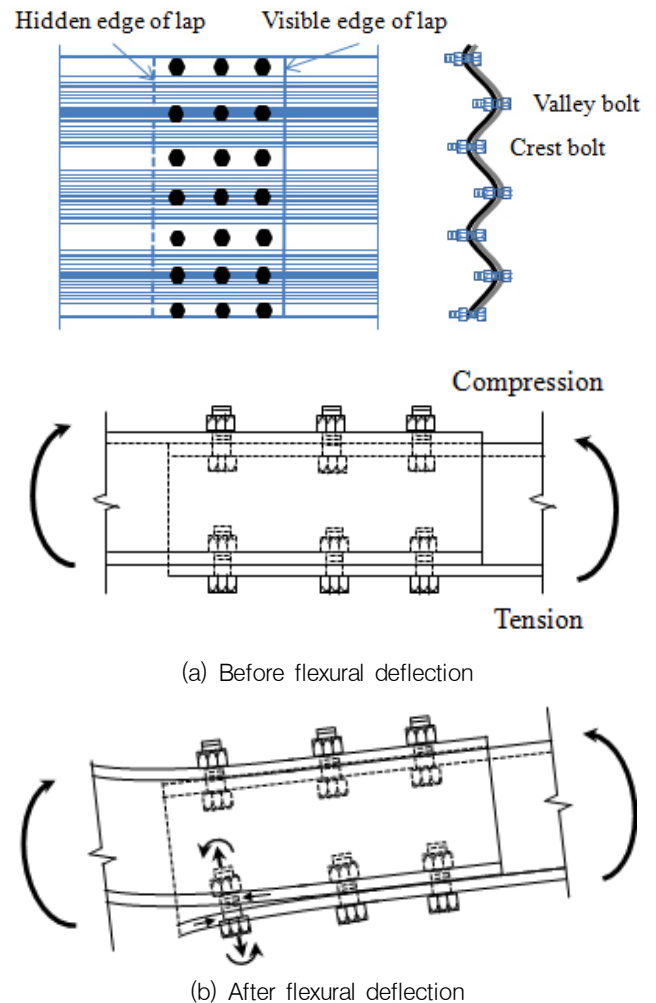 Hidden edge of lap
Visible edge of lap
Valley bolt
Crest bolt
Compression
Tension
(a) Before flexural deflection
(b) After flexural deflection